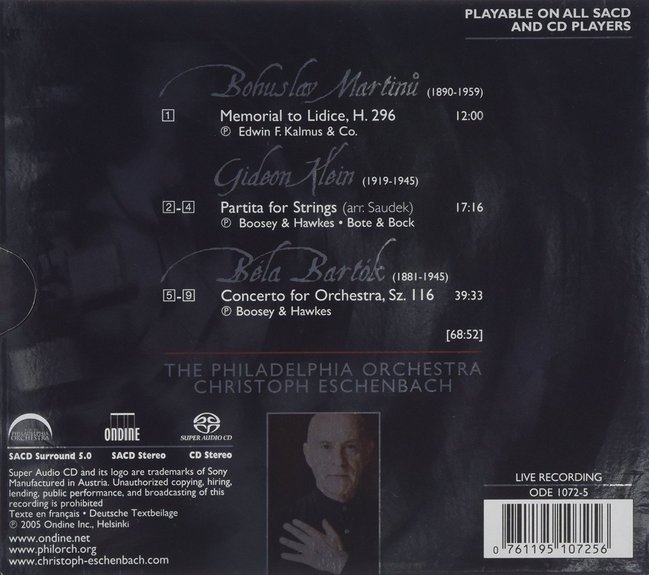 PLAYABLE ON ALL SACD
AND CD PLAYERS
Bohuslav Martinů (1890-1959)
1 Memorial to Lidice, H. 296 12:00
Ⓟ Edwin F. Kalmus & Co.
Gideon Klein (1919-1945)
2-4 Partita for Strings (arr. Saudek) 17:16
Ⓟ Boosey & Hawkes • Bote & Bock
Béla Bartók (1881-1945)
5-9 Concerto for Orchestra, Sz. 116 39:33
Ⓟ Boosey & Hawkes
[68:52]
THE PHILADELPHIA ORCHESTRA
CHRISTOPH ESCHENBACH
THE PHILADELPHIA ORCHESTRA
ONDINE
SUPER AUDIO CD
SACD Surround 5.0 SACD Stereo CD Stereo
Super Audio CD and its logo are trademarks of Sony
Manufactured in Austria. Unauthorized copying, hiring,
lending, public performance, and broadcasting of this
recording is prohibited
Texte en français • Deutsche Textbeilage
Ⓟ 2005 Ondine Inc., Helsinki
www.ondine.net
www.philorch.org
www.christoph-eschenbach.com
LIVE RECORDING
ODE 1072-5
0 761195 107256